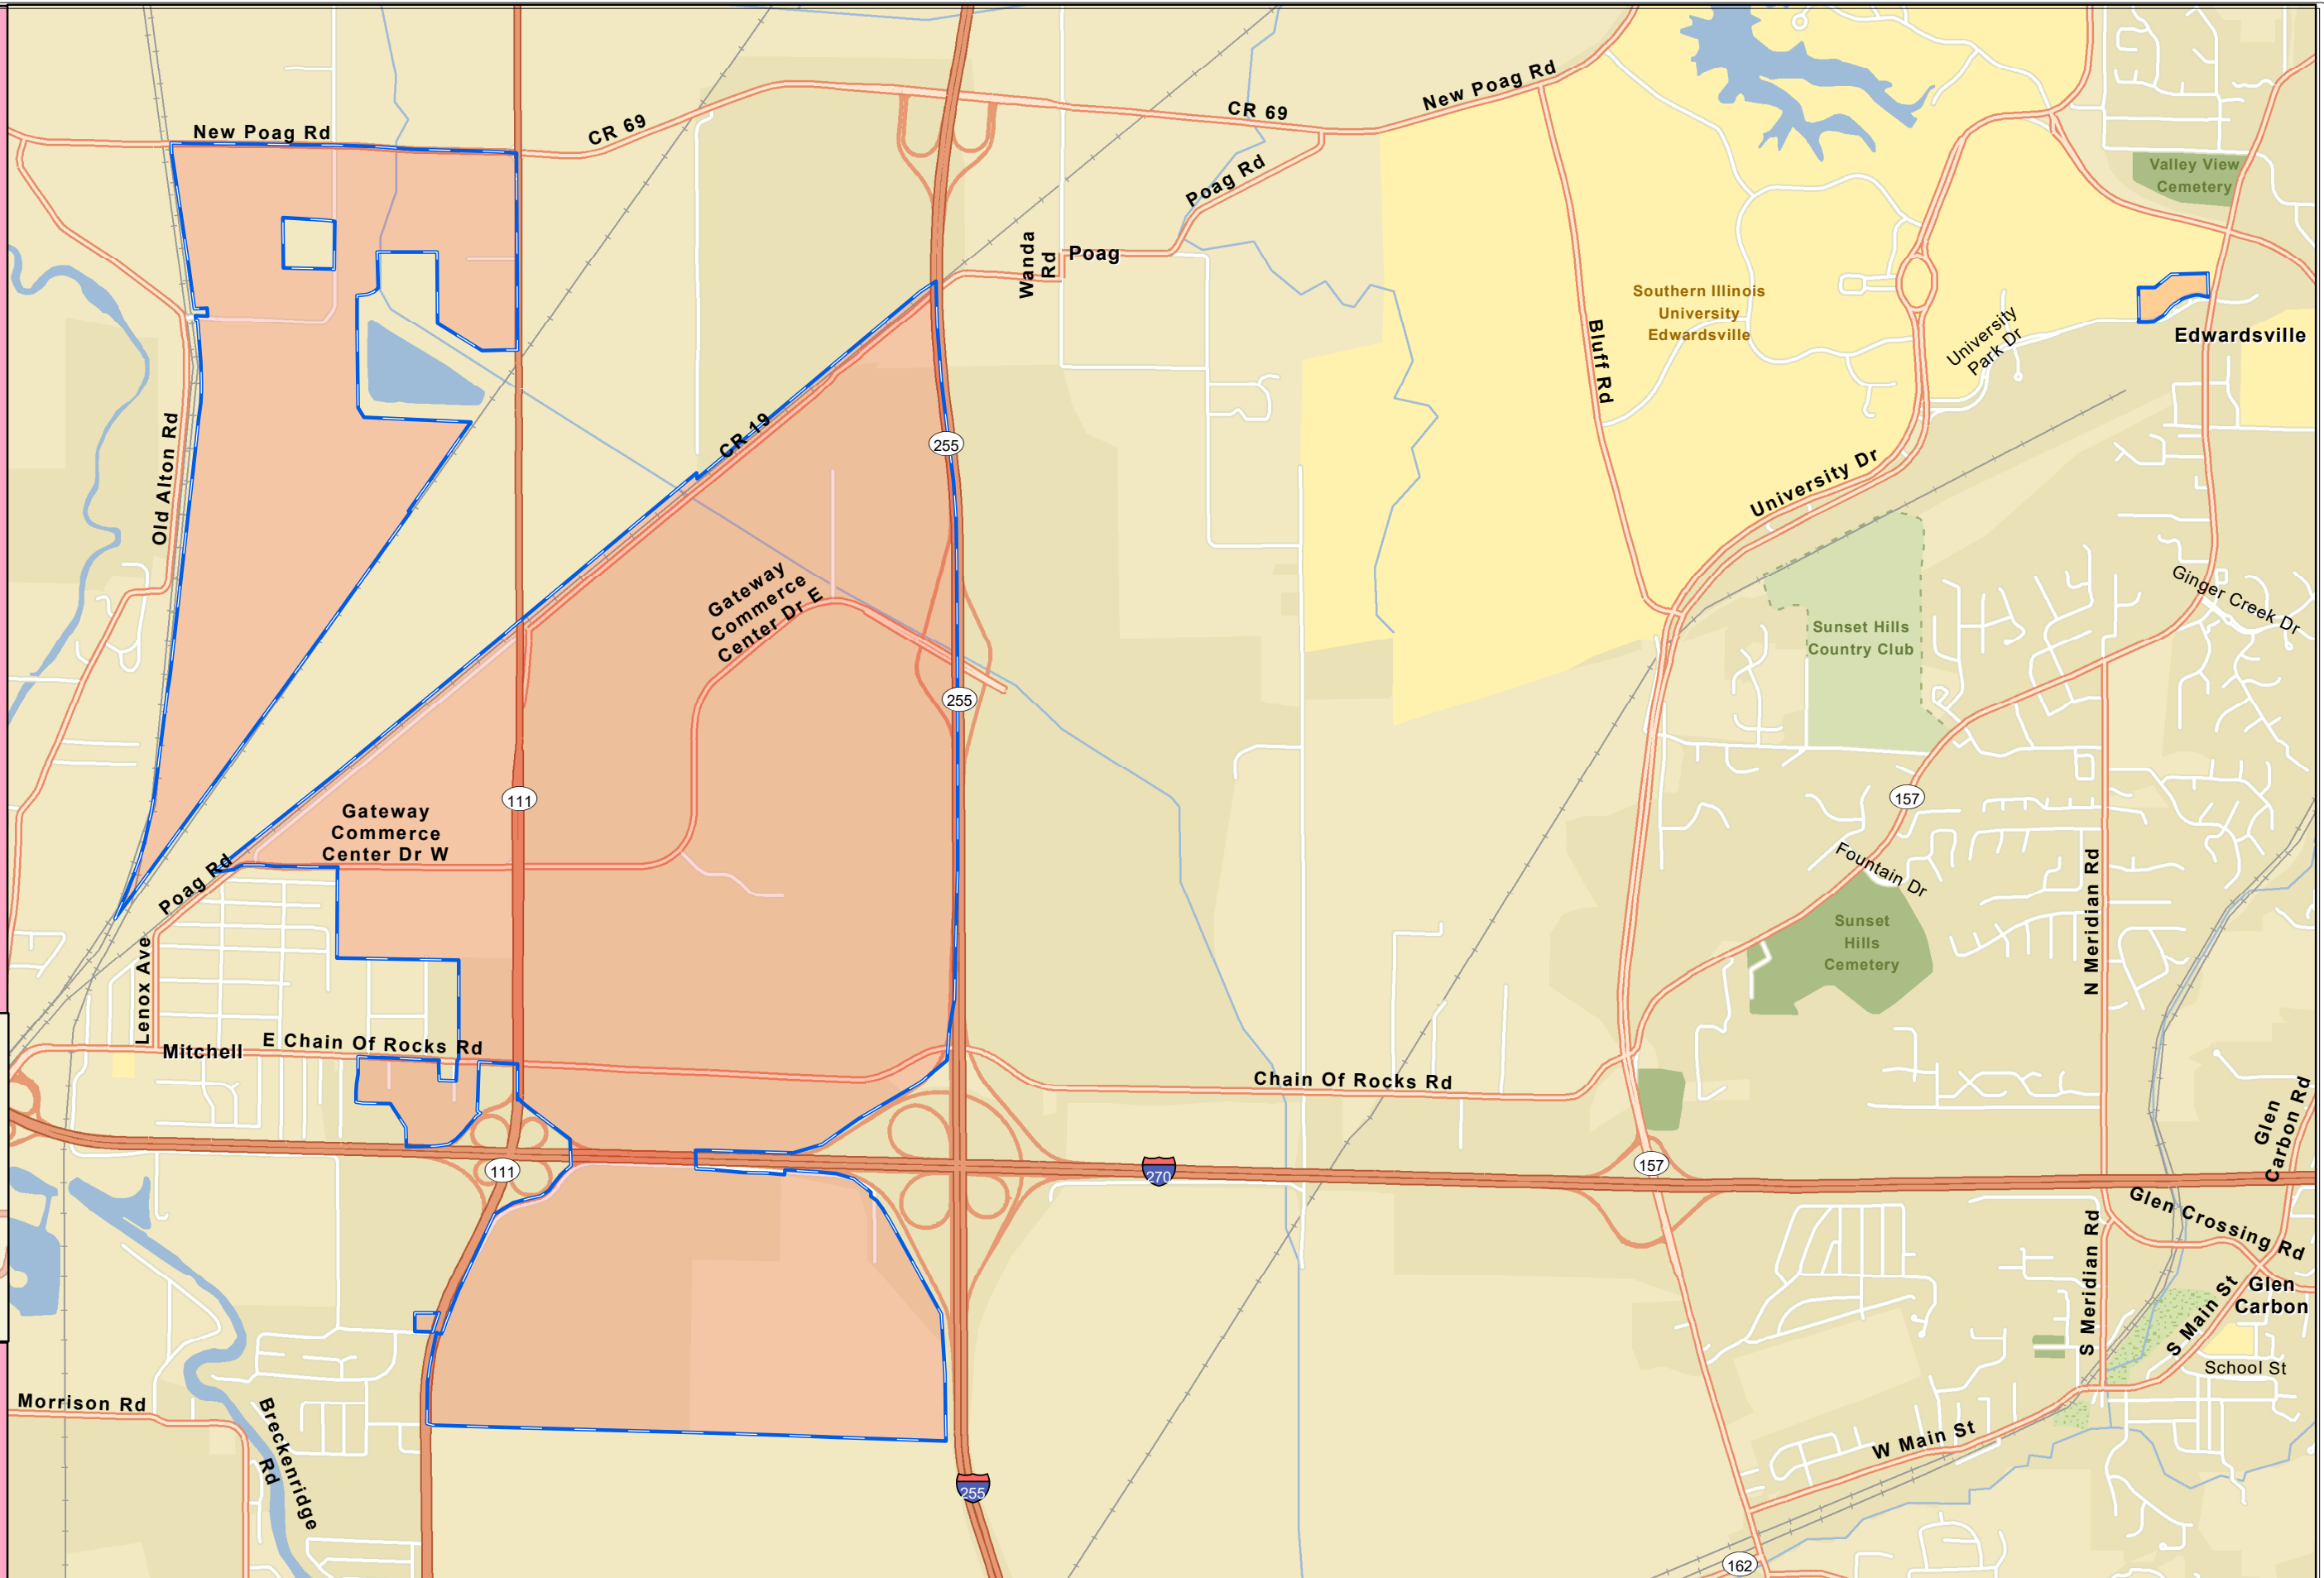 New Poag Rd
CR 69
CR 69
New Poag Rd
Valley View
Cemetery
Poag Rd
Wanda
Rd
Poag
Southern Illinois
University
Edwardsville
University
Park Dr
Edwardsville
Bluff Rd
Old Alton Rd
CR 19
255
University Dr
Gateway
Commerce
Center Dr E
Ginger Creek Dr
Sunset Hills
Country Club
255
111
157
Gateway
Commerce
Center Dr W
Poag Rd
Fountain Dr
N Meridian Rd
Sunset
Hills
Cemetery
Lenox Ave
Mitchell
E Chain Of Rocks Rd
Chain Of Rocks Rd
Glen
Carbon Rd
111
270
157
Glen Crossing Rd
S Meridian Rd
Glen
Carbon
S Main St
School St
Morrison Rd
Breckenridge
Rd
W Main St
255
162